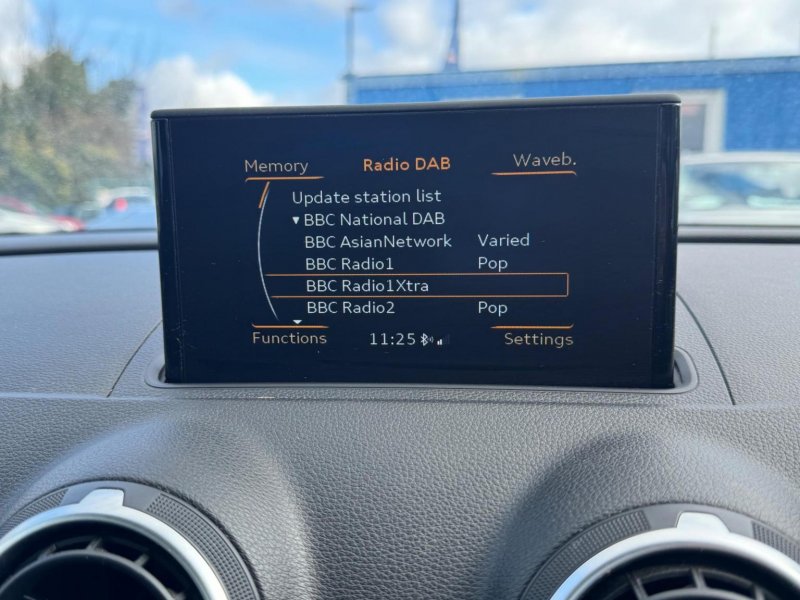 Memory Radio DAB Waveb.
Update station list
BBC National DAB
BBC AsianNetwork Varied
BBC Radio1 Pop
BBC Radio1Xtra
BBC Radio2 Pop
Functions 11:25 Settings